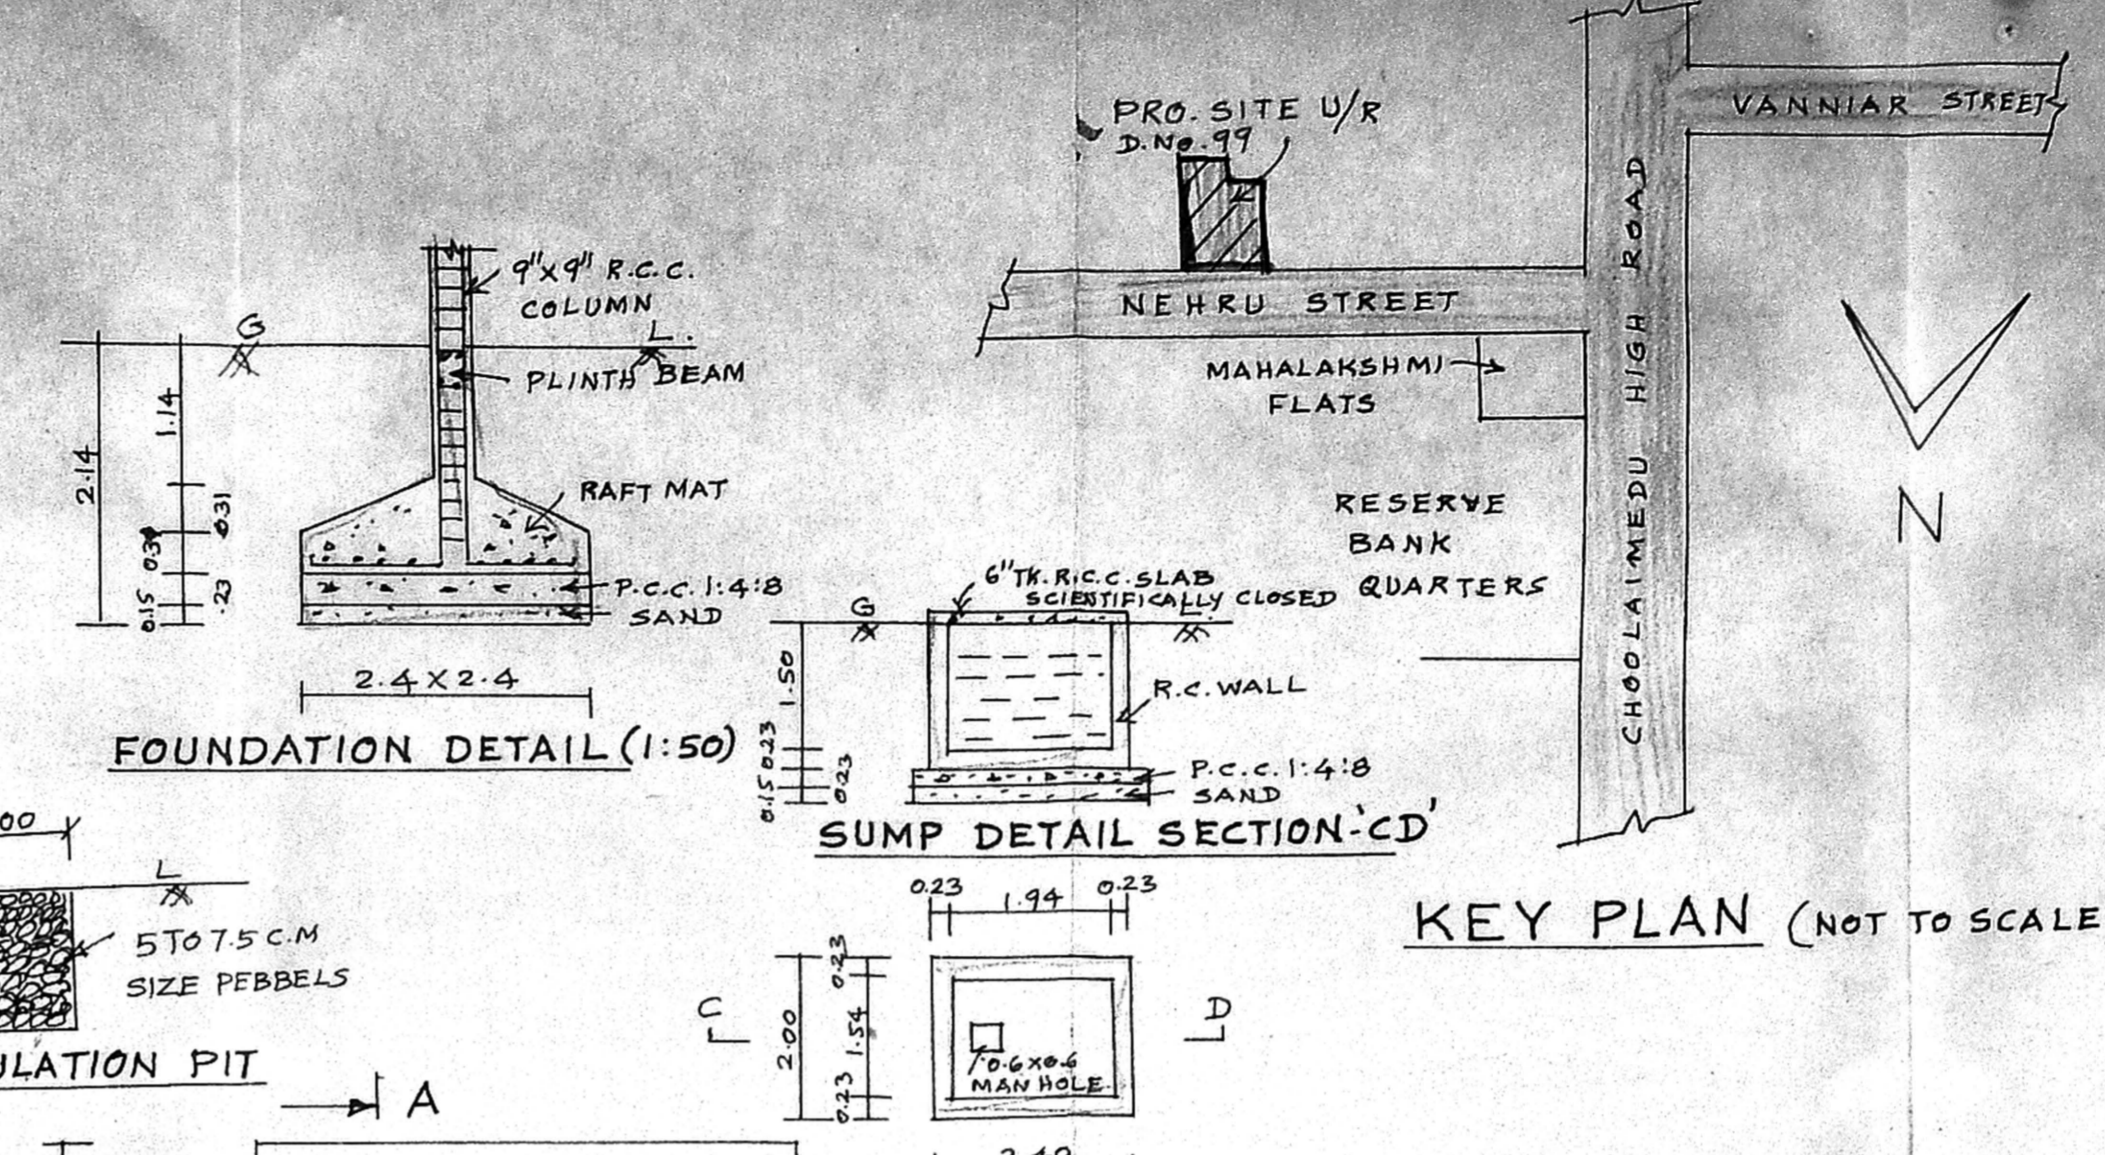 PRO. SITE U/R
D.No.99
VANNIAR STREET
NEHRU STREET
CHOOLAIMEDU HIGH ROAD
MAHALAKSHMI
FLATS
RESERVE
BANK
QUARTERS
N
KEY PLAN (NOT TO SCALE
9"x9" R.C.C.
COLUMN
G
L.
PLINTH BEAM
RAFT MAT
P.C.C. 1:4:8
SAND
2.14
1.14
0.31
.23
0.15
2.4 X 2.4
FOUNDATION DETAIL (1:50)
6"TK. R.C.C. SLAB
SCIENTIFICALLY CLOSED
G
R.C. WALL
P.C.C. 1:4:8
SAND
1.50
0.23
0.23
0.15
SUMP DETAIL SECTION-'CD'
0.23
1.94
0.23
0.23
2.00
1.54
0.23
C
D
0.6x0.6
MAN HOLE
00
L
5 TO 7.5 C.M
SIZE PEBBELS
ULATION PIT
A